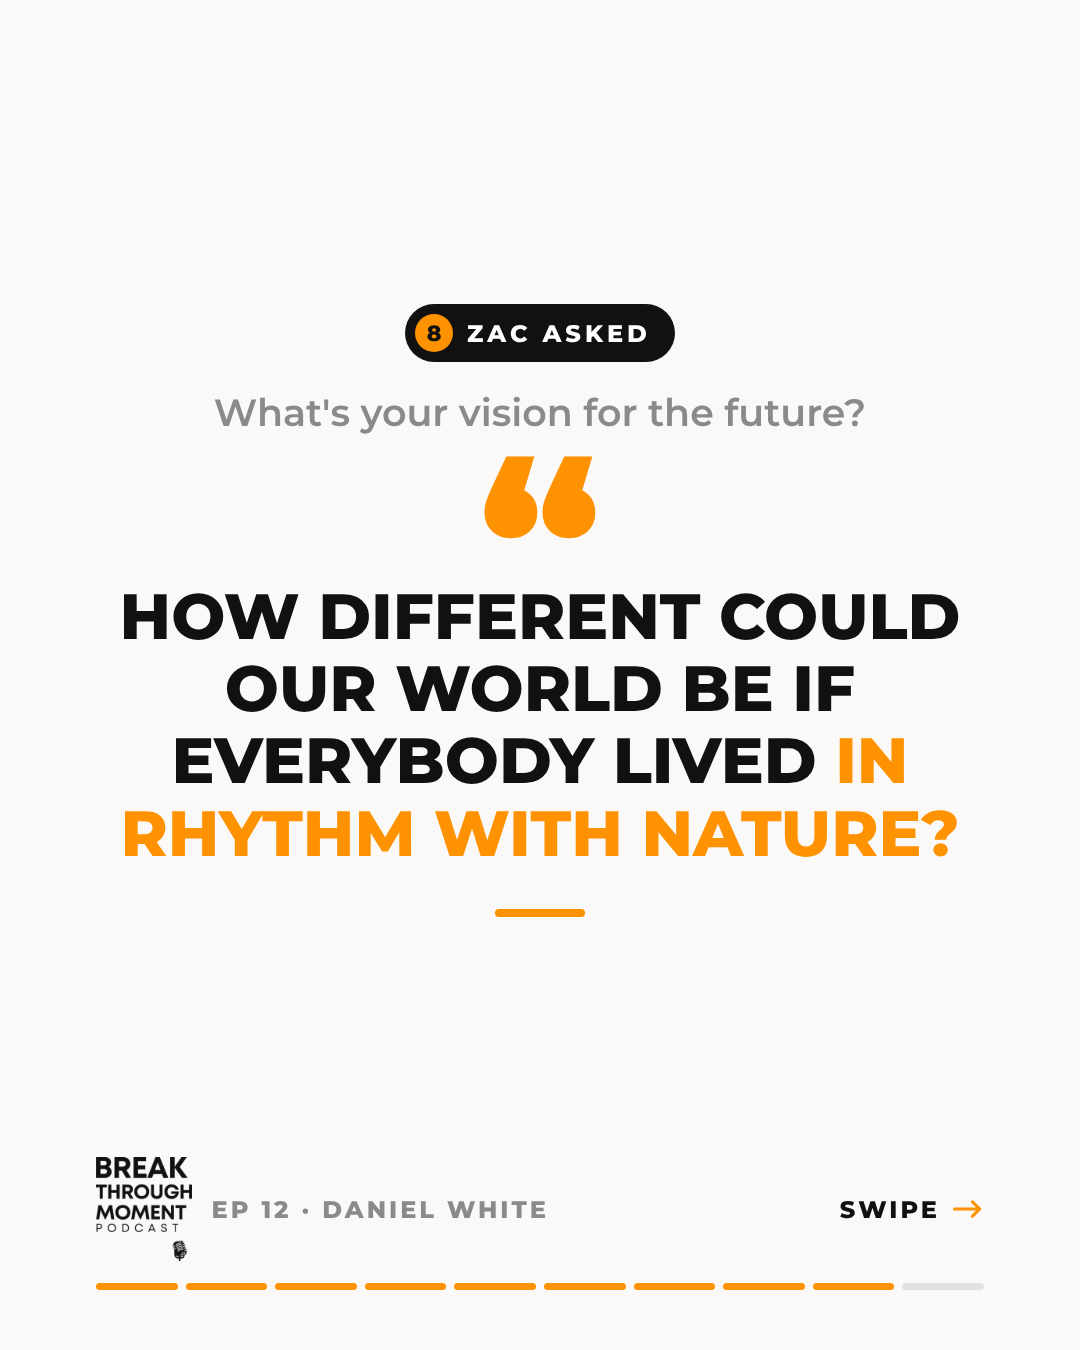 8 ZAC ASKED
What's your vision for the future?
“
HOW DIFFERENT COULD
OUR WORLD BE IF
EVERYBODY LIVED IN
RHYTHM WITH NATURE?
BREAK
THROUGH
MOMENT
PODCAST
EP 12 · DANIEL WHITE
SWIPE →